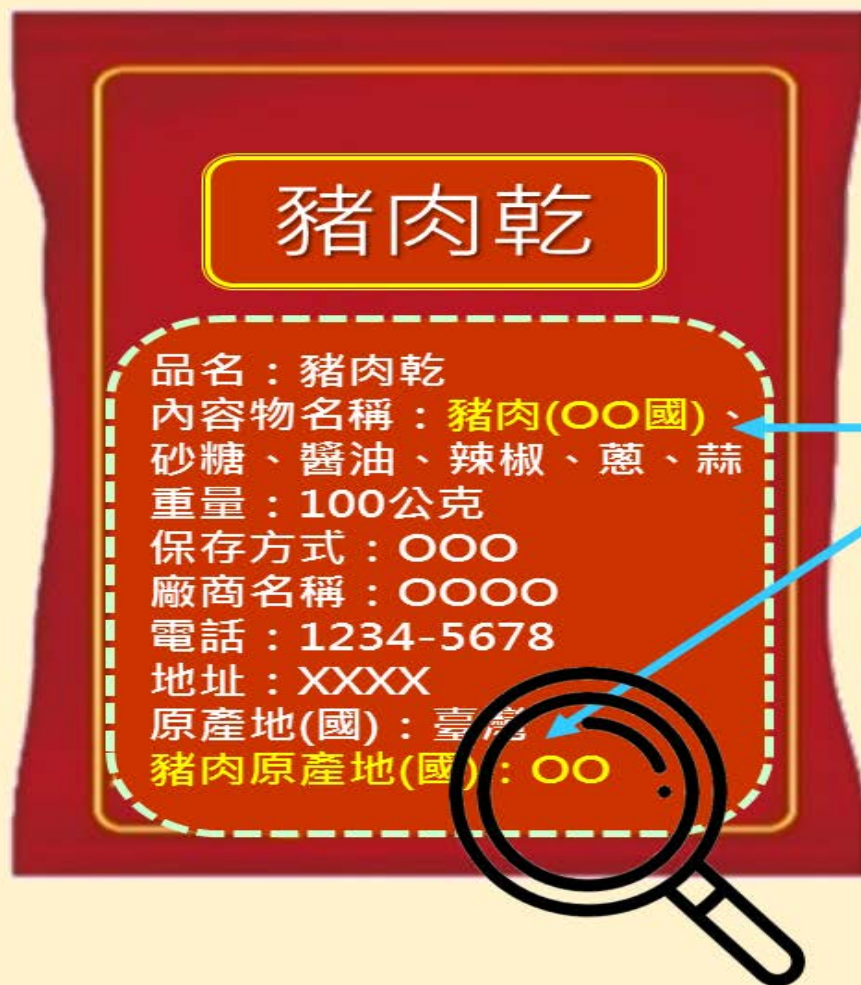 豬肉乾
品名：豬肉乾
內容物名稱：豬肉(OO國)、
砂糖、醬油、辣椒、蔥、蒜
重量：100公克
保存方式：OOO
廠商名稱：OOOO
電話：1234-5678
地址：XXXX
原產地(國)：臺灣
豬肉原產地(國)：OO